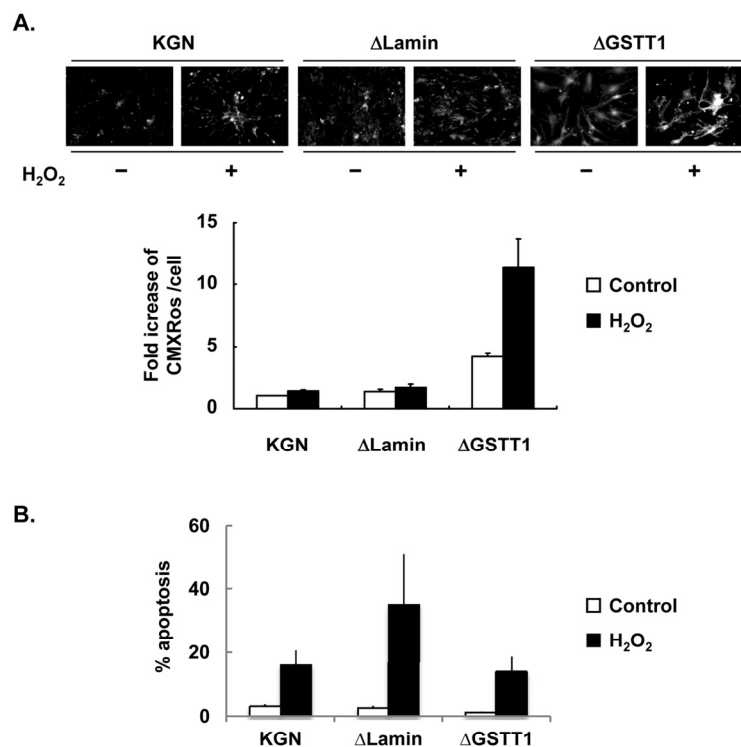 A.
KGN ΔLamin ΔGSTT1
H₂O₂ − + − + − +
15
10
5
0
Fold icrease of
CMXRos /cell
Control
H₂O₂
KGN ΔLamin ΔGSTT1
B.
60
40
20
0
% apoptosis
Control
H₂O₂
KGN ΔLamin ΔGSTT1